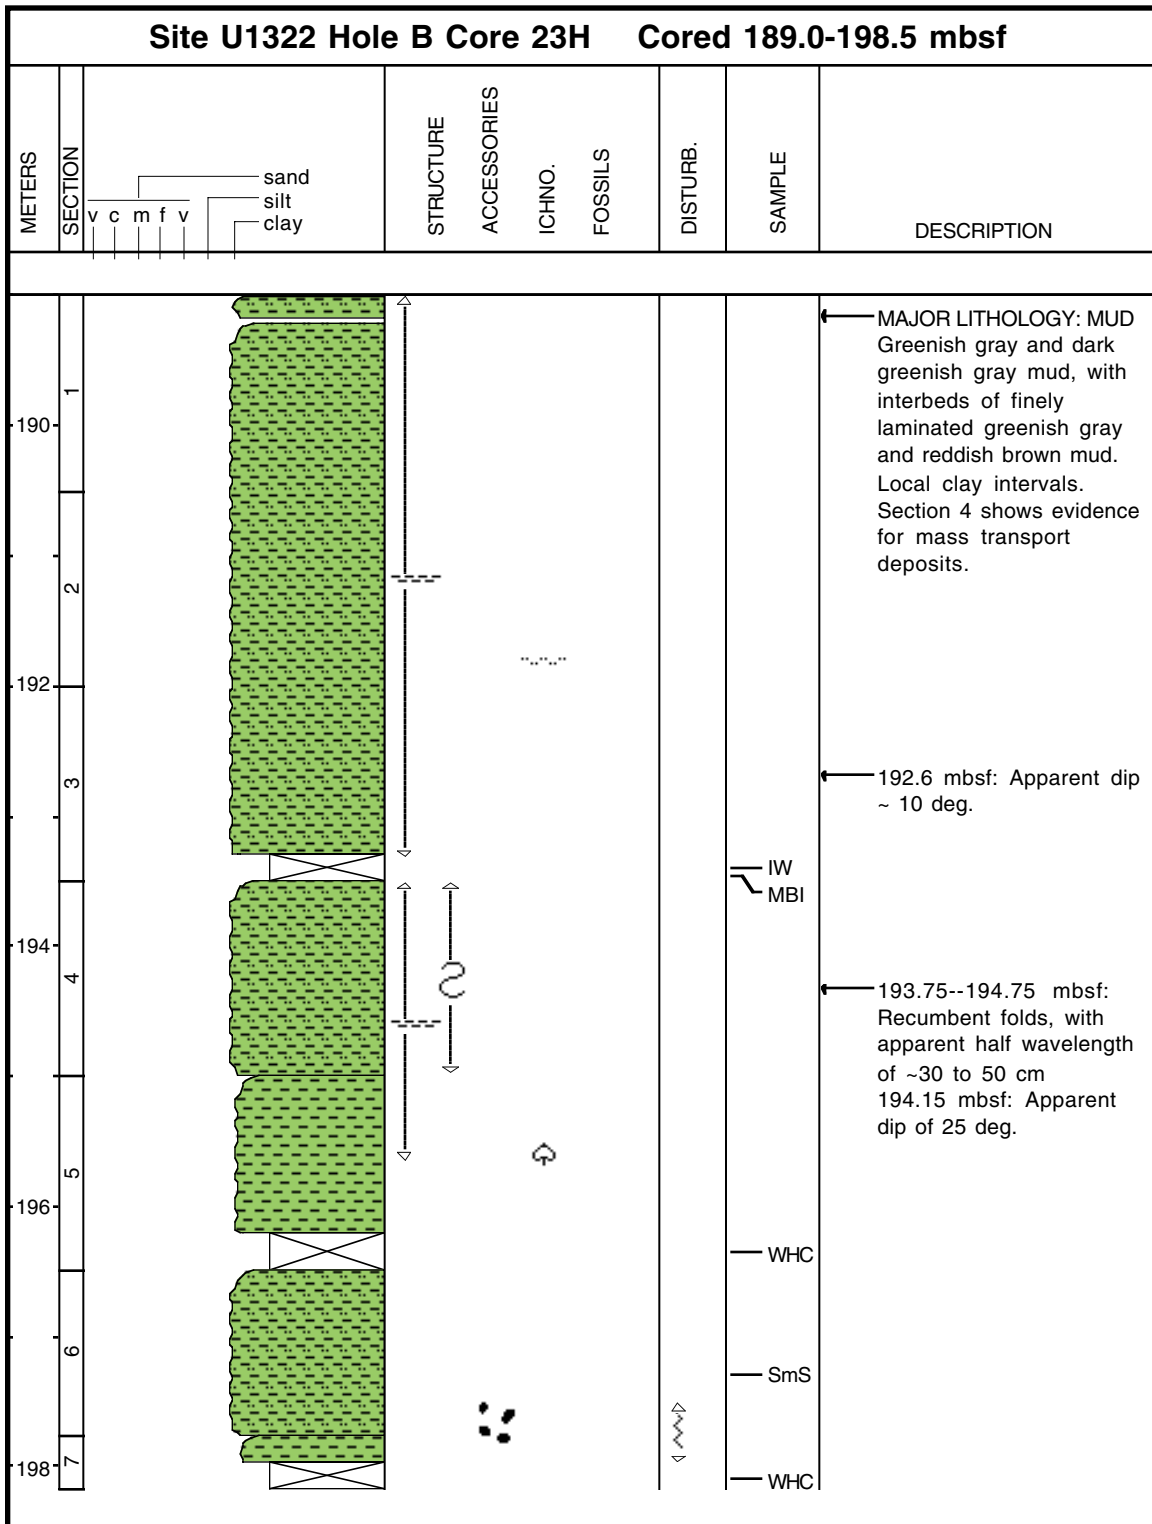 Site U1322 Hole B Core 23H Cored 189.0-198.5 mbsf
METERS
SECTION
v c m f v
sand
silt
clay
STRUCTURE
ACCESSORIES
ICHNO.
FOSSILS
DISTURB.
SAMPLE
DESCRIPTION
1
190
2
192
3
194
4
5
196
6
7
198
IW
MBI
WHC
SmS
WHC
MAJOR LITHOLOGY: MUD
Greenish gray and dark
greenish gray mud, with
interbeds of finely
laminated greenish gray
and reddish brown mud.
Local clay intervals.
Section 4 shows evidence
for mass transport
deposits.
192.6 mbsf: Apparent dip
~ 10 deg.
193.75--194.75 mbsf:
Recumbent folds, with
apparent half wavelength
of ~30 to 50 cm
194.15 mbsf: Apparent
dip of 25 deg.